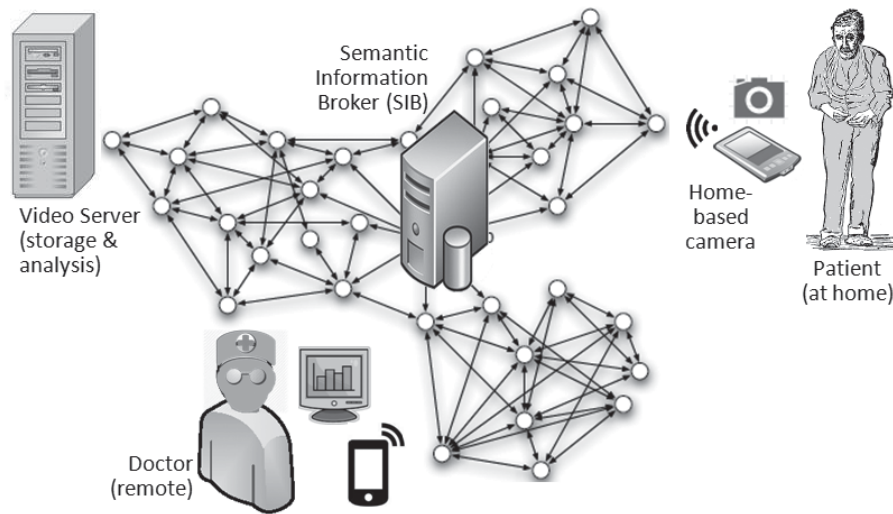 Semantic
Information
Broker (SIB)
Video Server
(storage &
analysis)
Home-
based
camera
Patient
(at home)
Doctor
(remote)